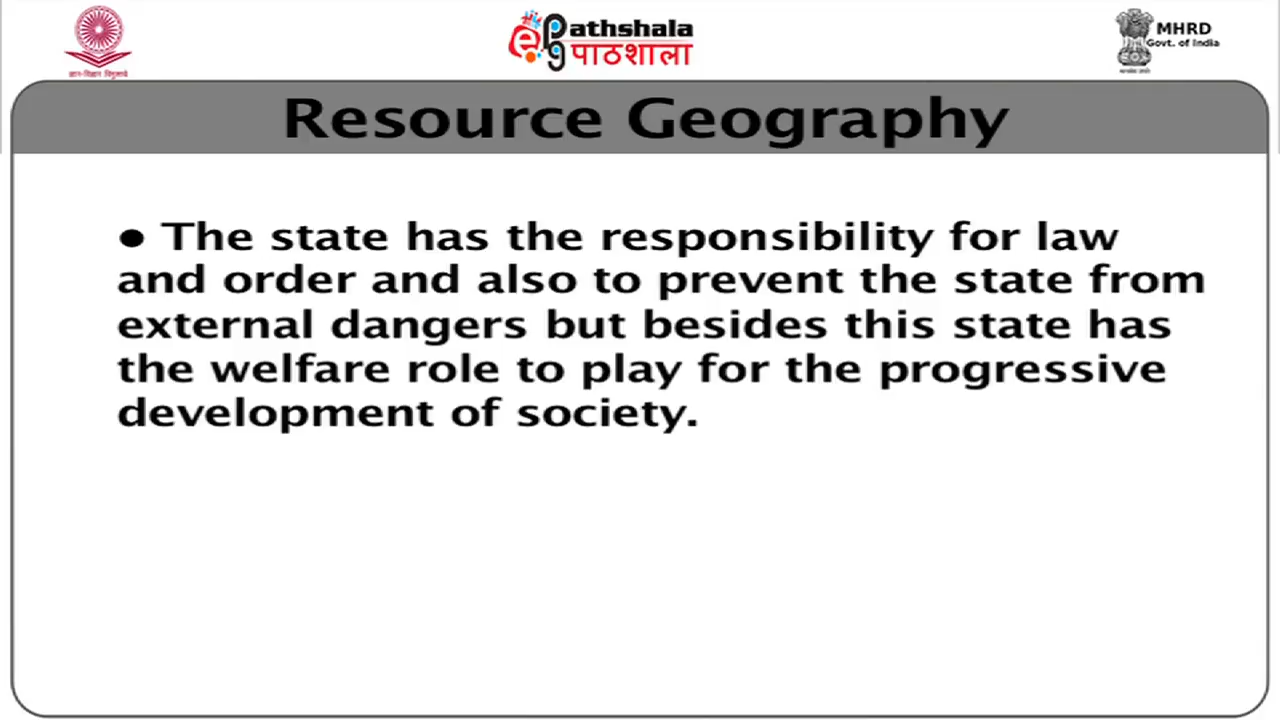 ज्ञान-विज्ञान विमुक्तये
ePG Pathshala
पाठशाला
MHRD
Govt. of India
Resource Geography
● The state has the responsibility for law
and order and also to prevent the state from
external dangers but besides this state has
the welfare role to play for the progressive
development of society.